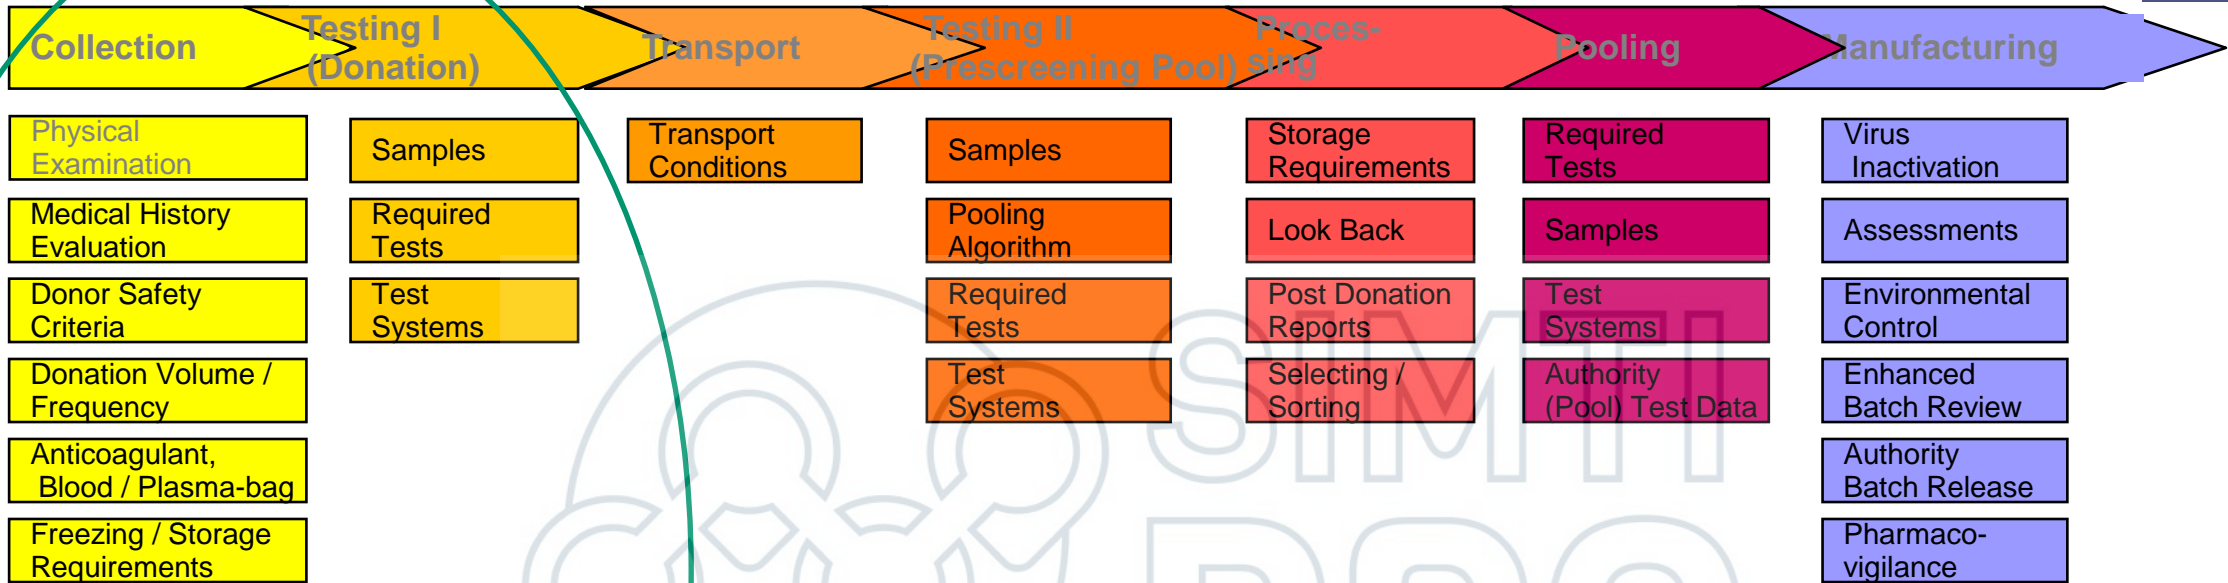 Collection
Testing I
(Donation)
Transport
Testing II
(Prescreening Pool)
Proces-
sing
Pooling
Manufacturing
Physical
Examination
Medical History
Evaluation
Donor Safety
Criteria
Donation Volume /
Frequency
Anticoagulant,
Blood / Plasma-bag
Freezing / Storage
Requirements
Samples
Required
Tests
Test
Systems
Transport
Conditions
Samples
Pooling
Algorithm
Required
Tests
Test
Systems
Storage
Requirements
Look Back
Post Donation
Reports
Selecting /
Sorting
Required
Tests
Samples
Test
Systems
Authority
(Pool) Test Data
Virus
Inactivation
Assessments
Environmental
Control
Enhanced
Batch Review
Authority
Batch Release
Pharmaco-
vigilance
SIMTI